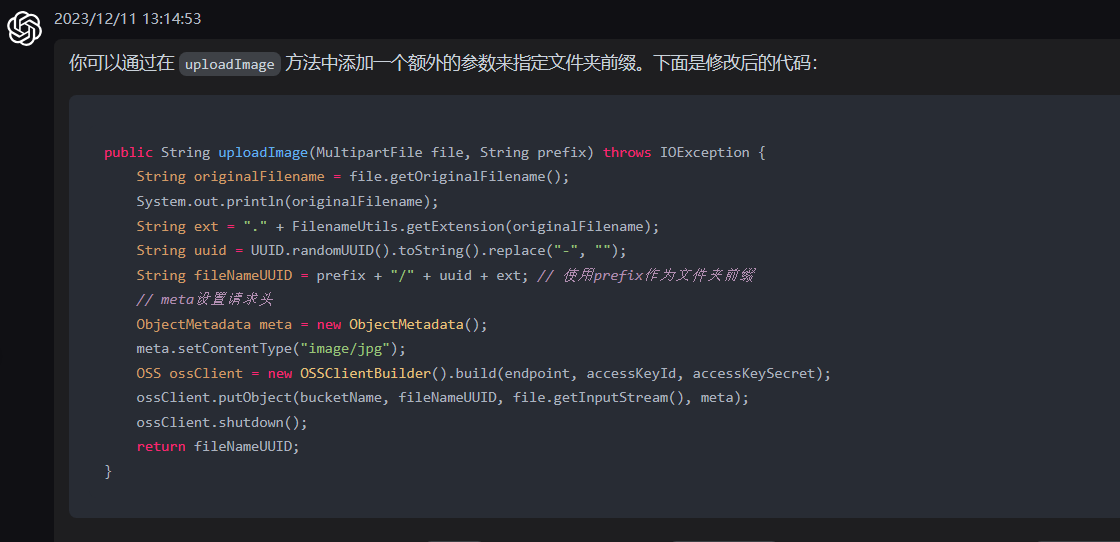 2023/12/11 13:14:53
你可以通过在 uploadImage 方法中添加一个额外的参数来指定文件夹前缀。下面是修改后的代码：
public String uploadImage(MultipartFile file, String prefix) throws IOException {
    String originalFilename = file.getOriginalFilename();
    System.out.println(originalFilename);
    String ext = "." + FilenameUtils.getExtension(originalFilename);
    String uuid = UUID.randomUUID().toString().replace("-", "");
    String fileNameUUID = prefix + "/" + uuid + ext; // 使用prefix作为文件夹前缀
    // meta设置请求头
    ObjectMetadata meta = new ObjectMetadata();
    meta.setContentType("image/jpg");
    OSS ossClient = new OSSClientBuilder().build(endpoint, accessKeyId, accessKeySecret);
    ossClient.putObject(bucketName, fileNameUUID, file.getInputStream(), meta);
    ossClient.shutdown();
    return fileNameUUID;
}